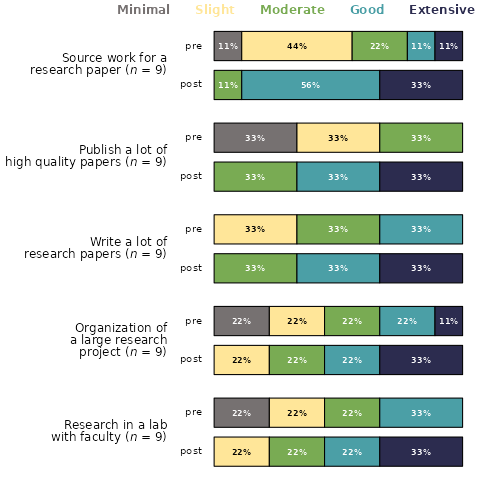 Minimal Slight Moderate Good Extensive
Source work for a
research paper (n = 9)
pre 11% 44% 22% 11% 11%
post 11% 56% 33%
Publish a lot of
high quality papers (n = 9)
pre 33% 33% 33%
post 33% 33% 33%
Write a lot of
research papers (n = 9)
pre 33% 33% 33%
post 33% 33% 33%
Organization of
a large research
project (n = 9)
pre 22% 22% 22% 22% 11%
post 22% 22% 22% 33%
Research in a lab
with faculty (n = 9)
pre 22% 22% 22% 33%
post 22% 22% 22% 33%